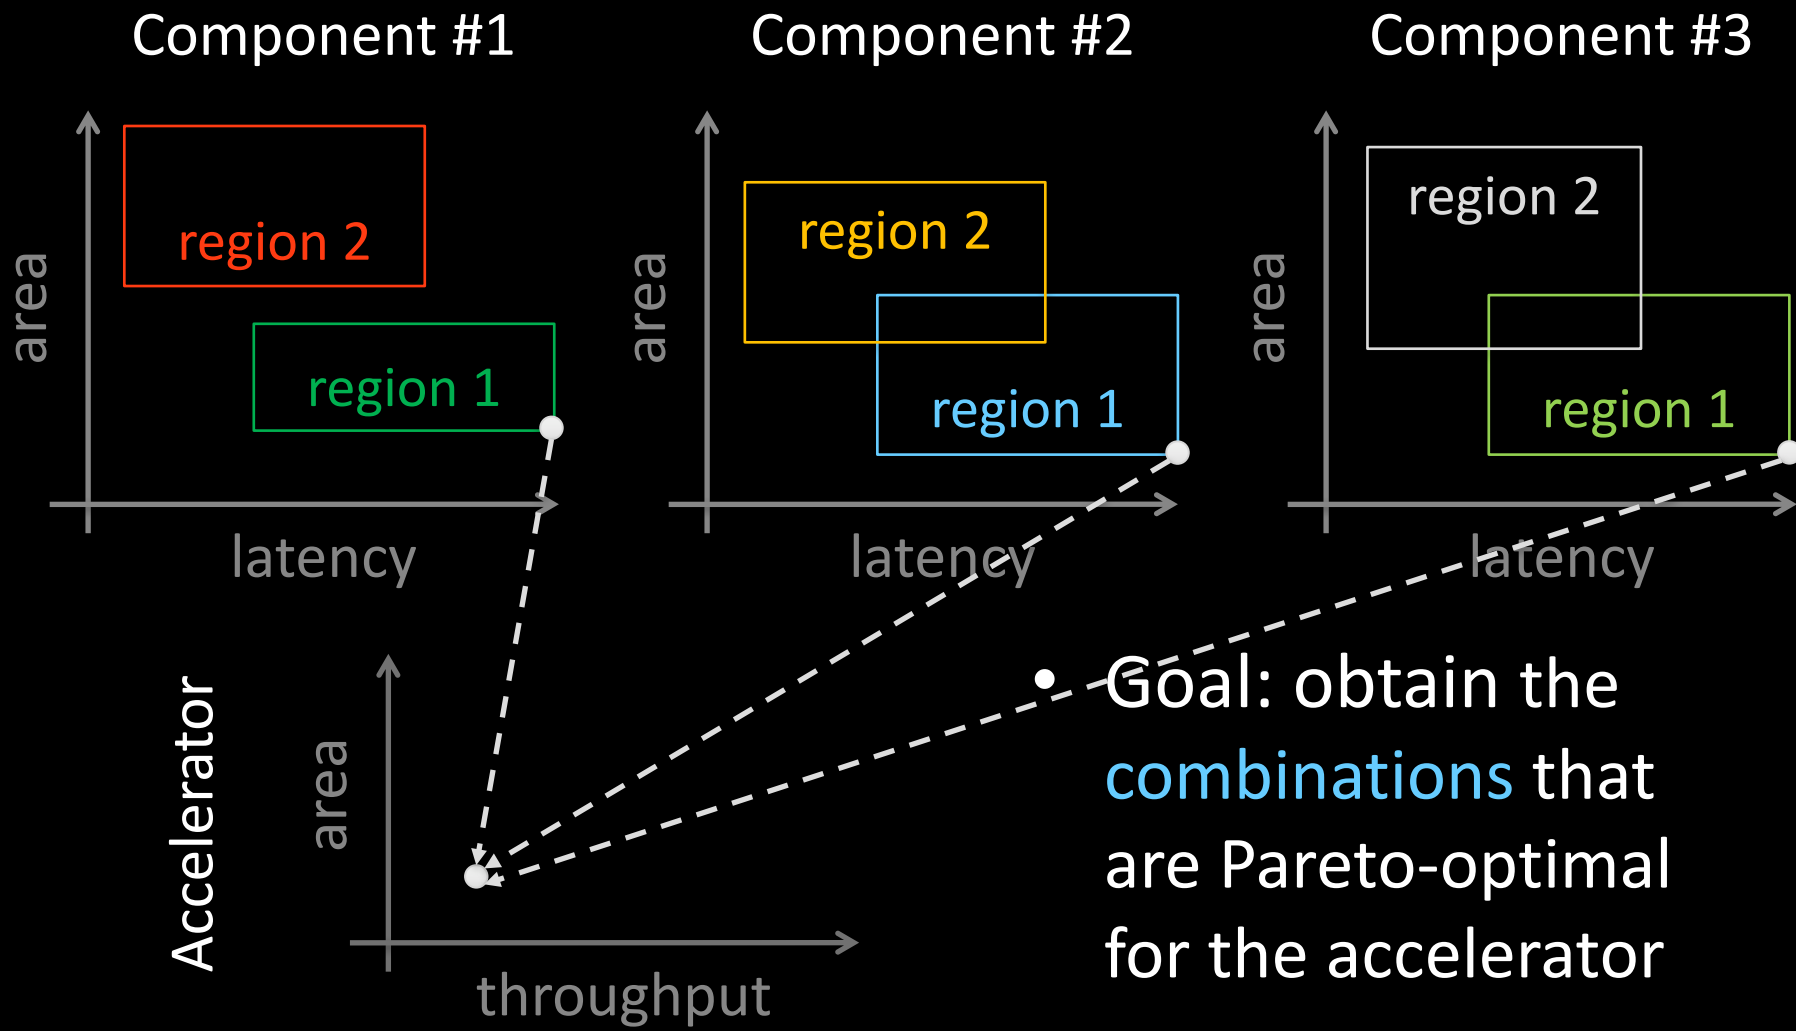 Component #1
Component #2
Component #3
area
region 2
region 1
latency
area
region 2
region 1
latency
area
region 2
region 1
latency
Accelerator
area
throughput
• Goal: obtain the
combinations that
are Pareto-optimal
for the accelerator